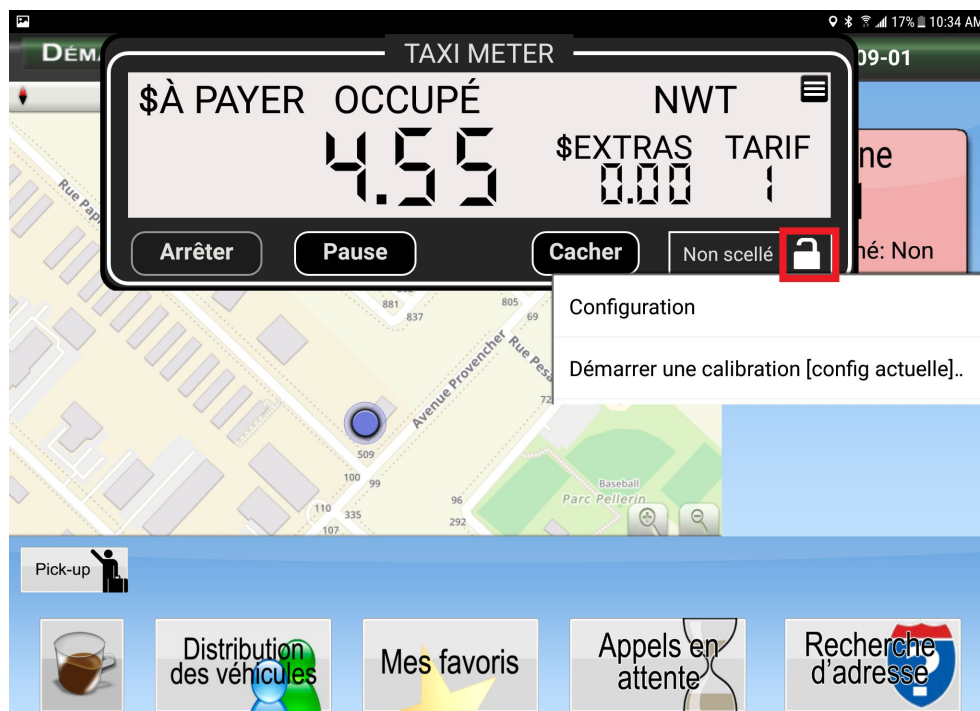 17% 10:34 AM
DÉM
09-01
TAXI METER
$À PAYER OCCUPÉ NWT
4.55
$EXTRAS TARIF
0.00 1
ne
Arrêter Pause Cacher Non scellé
né: Non
Configuration
Démarrer une calibration [config actuelle]..
Rue Pap
881
837
805
69
Avenue Provencher
Rue Pesa
72
509
100 99
110 335
107
96
292
Baseball
Parc Pellerin
Pick-up
Distribution
des véhicules
Mes favoris
Appels en
attente
Recherche
d'adresse